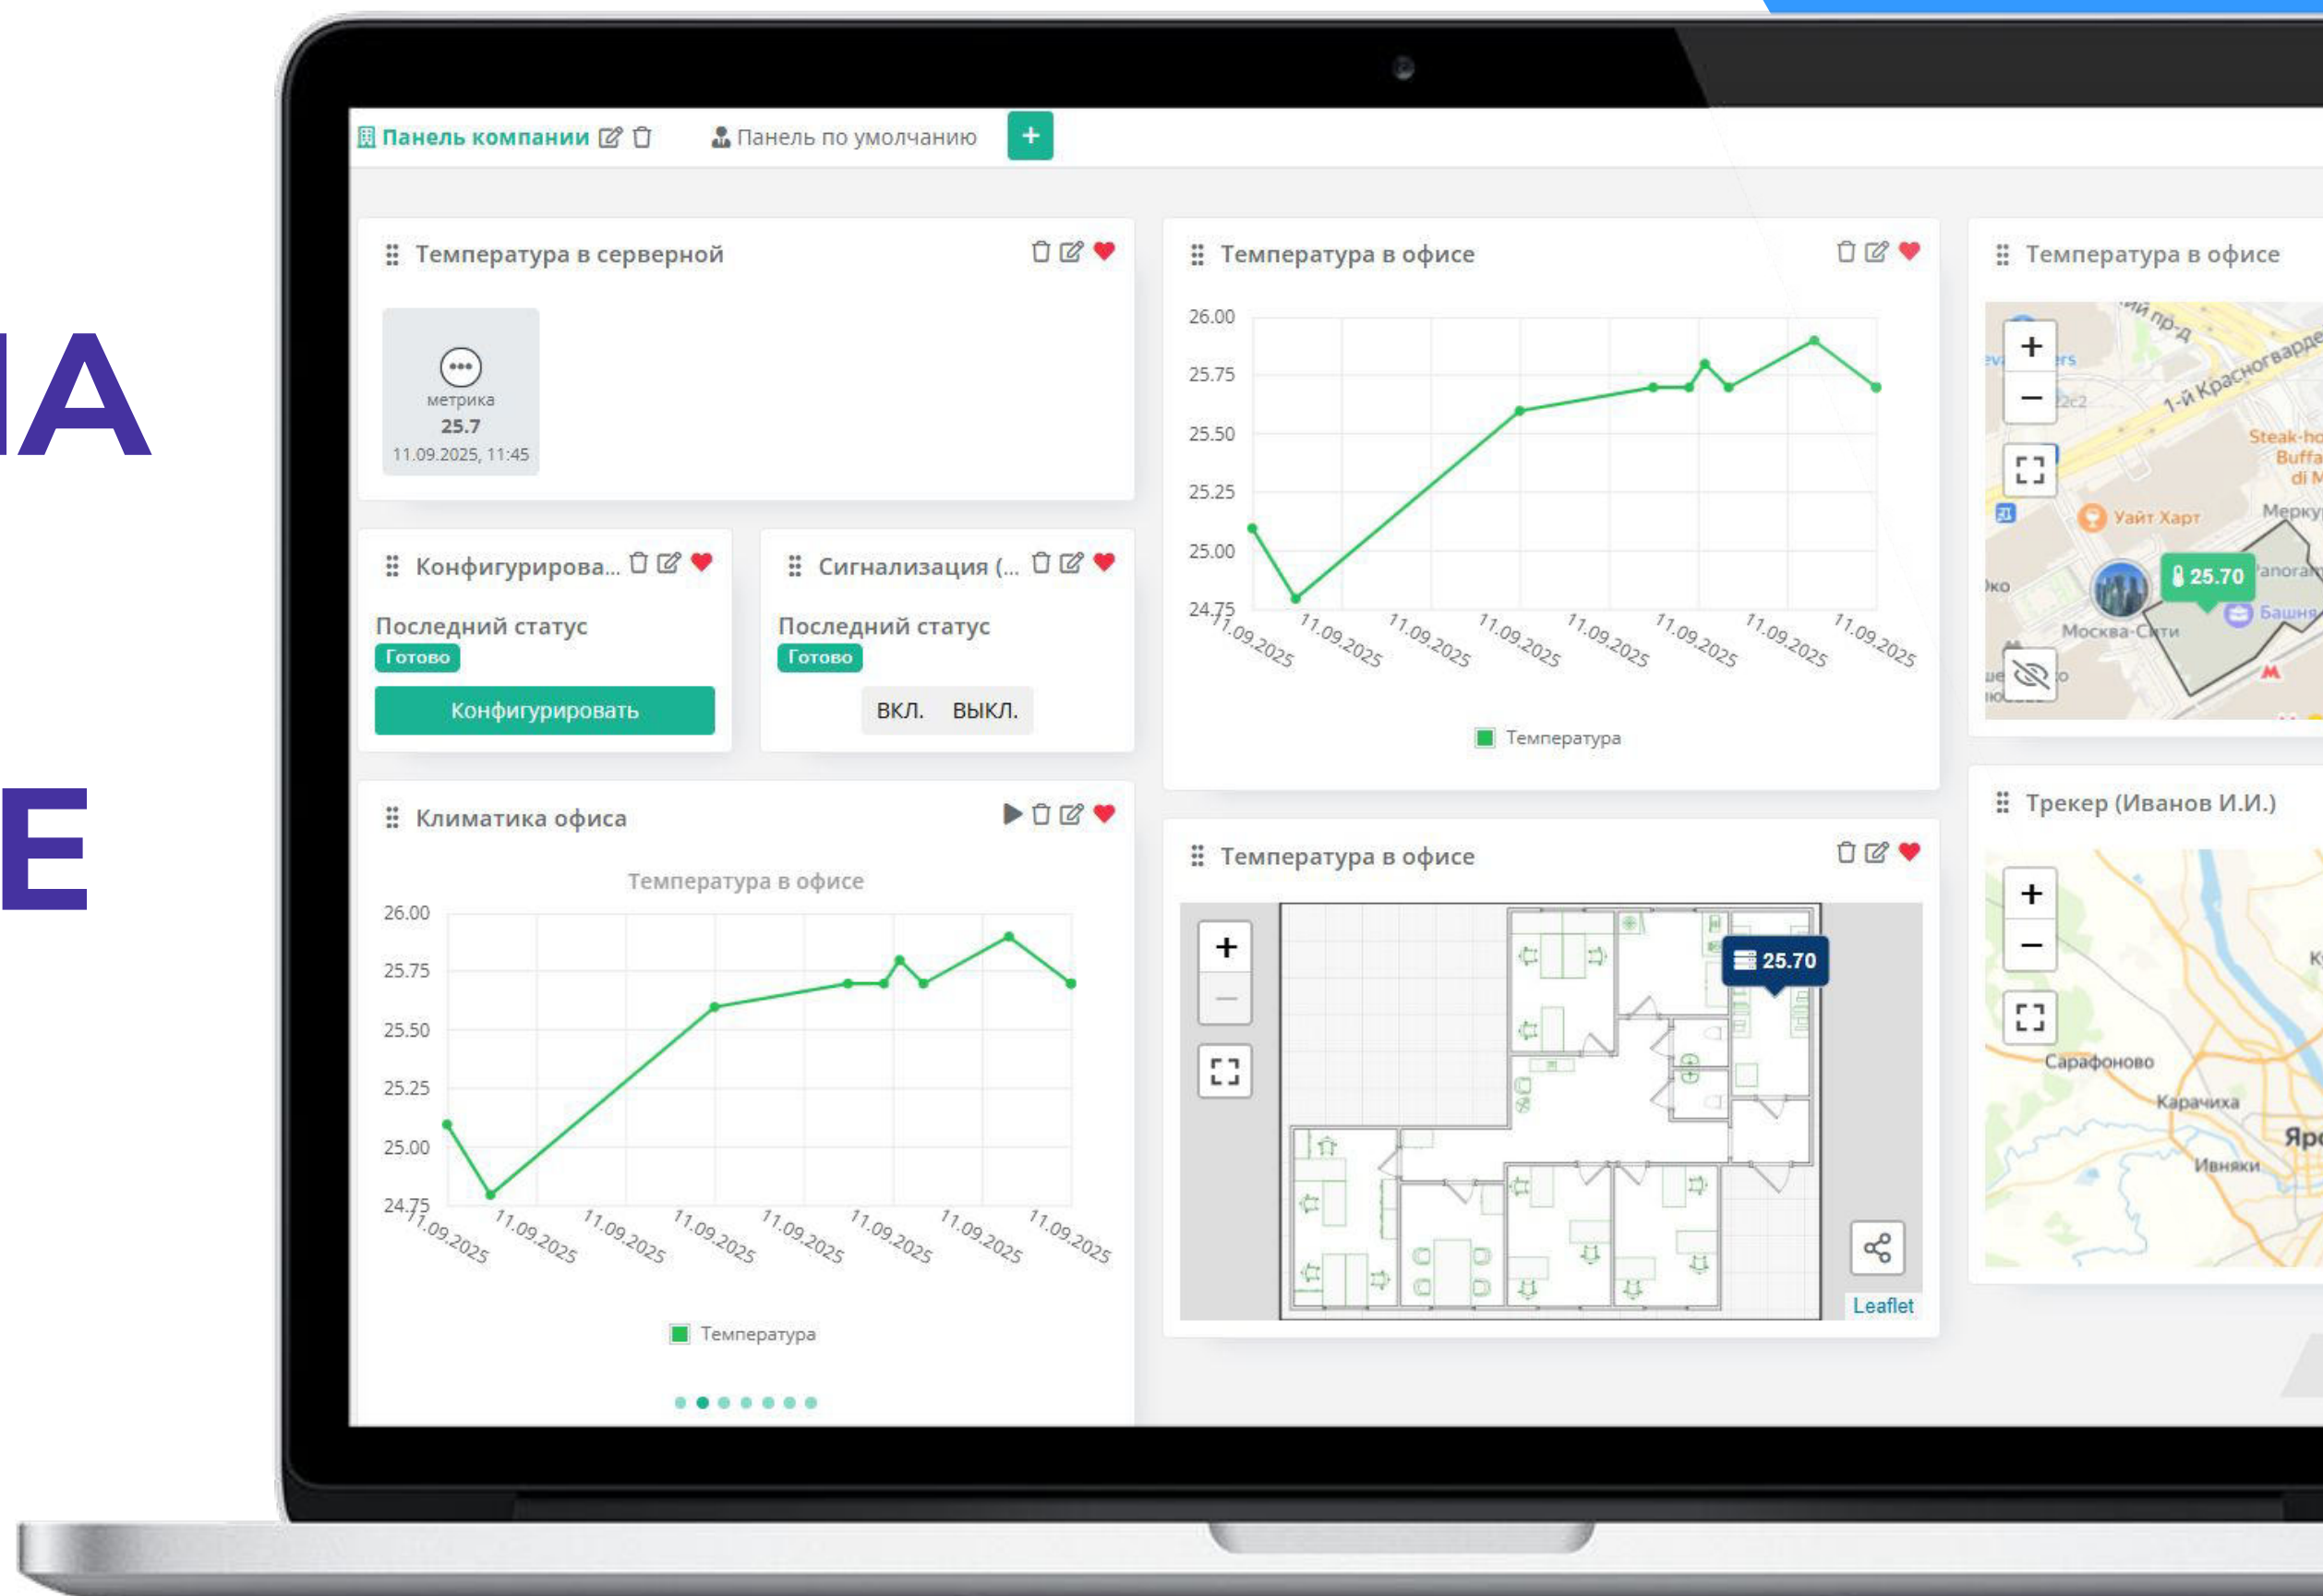 Панель компании
Панель по умолчанию
+
Температура в серверной
метрика
25.7
11.09.2025, 11:45
Конфигурирова...
Последний статус
Готово
Конфигурировать
Сигнализация (...
Последний статус
Готово
ВКЛ. ВЫКЛ.
Климатика офиса
Температура в офисе
26.00
25.75
25.50
25.25
25.00
24.75
11.09.2025 11.09.2025 11.09.2025 11.09.2025 11.09.2025 11.09.2025 11.09.2025 11.09.2025
Температура
Температура в офисе
26.00
25.75
25.50
25.25
25.00
24.75
11.09.2025 11.09.2025 11.09.2025 11.09.2025 11.09.2025 11.09.2025 11.09.2025 11.09.2025
Температура
Температура в офисе
+
−
25.70
Leaflet
Температура в офисе
+
−
22с2
Уайт Харт
25.70
Башня
Москва-Сити
М
Трекер (Иванов И.И.)
+
−
Сарафоново
Карачиха
Ивняки